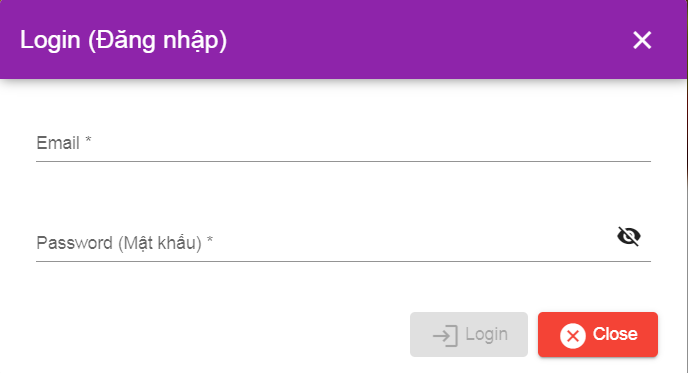 Login (Đăng nhập)
Email *
Password (Mật khẩu) *
Login
Close